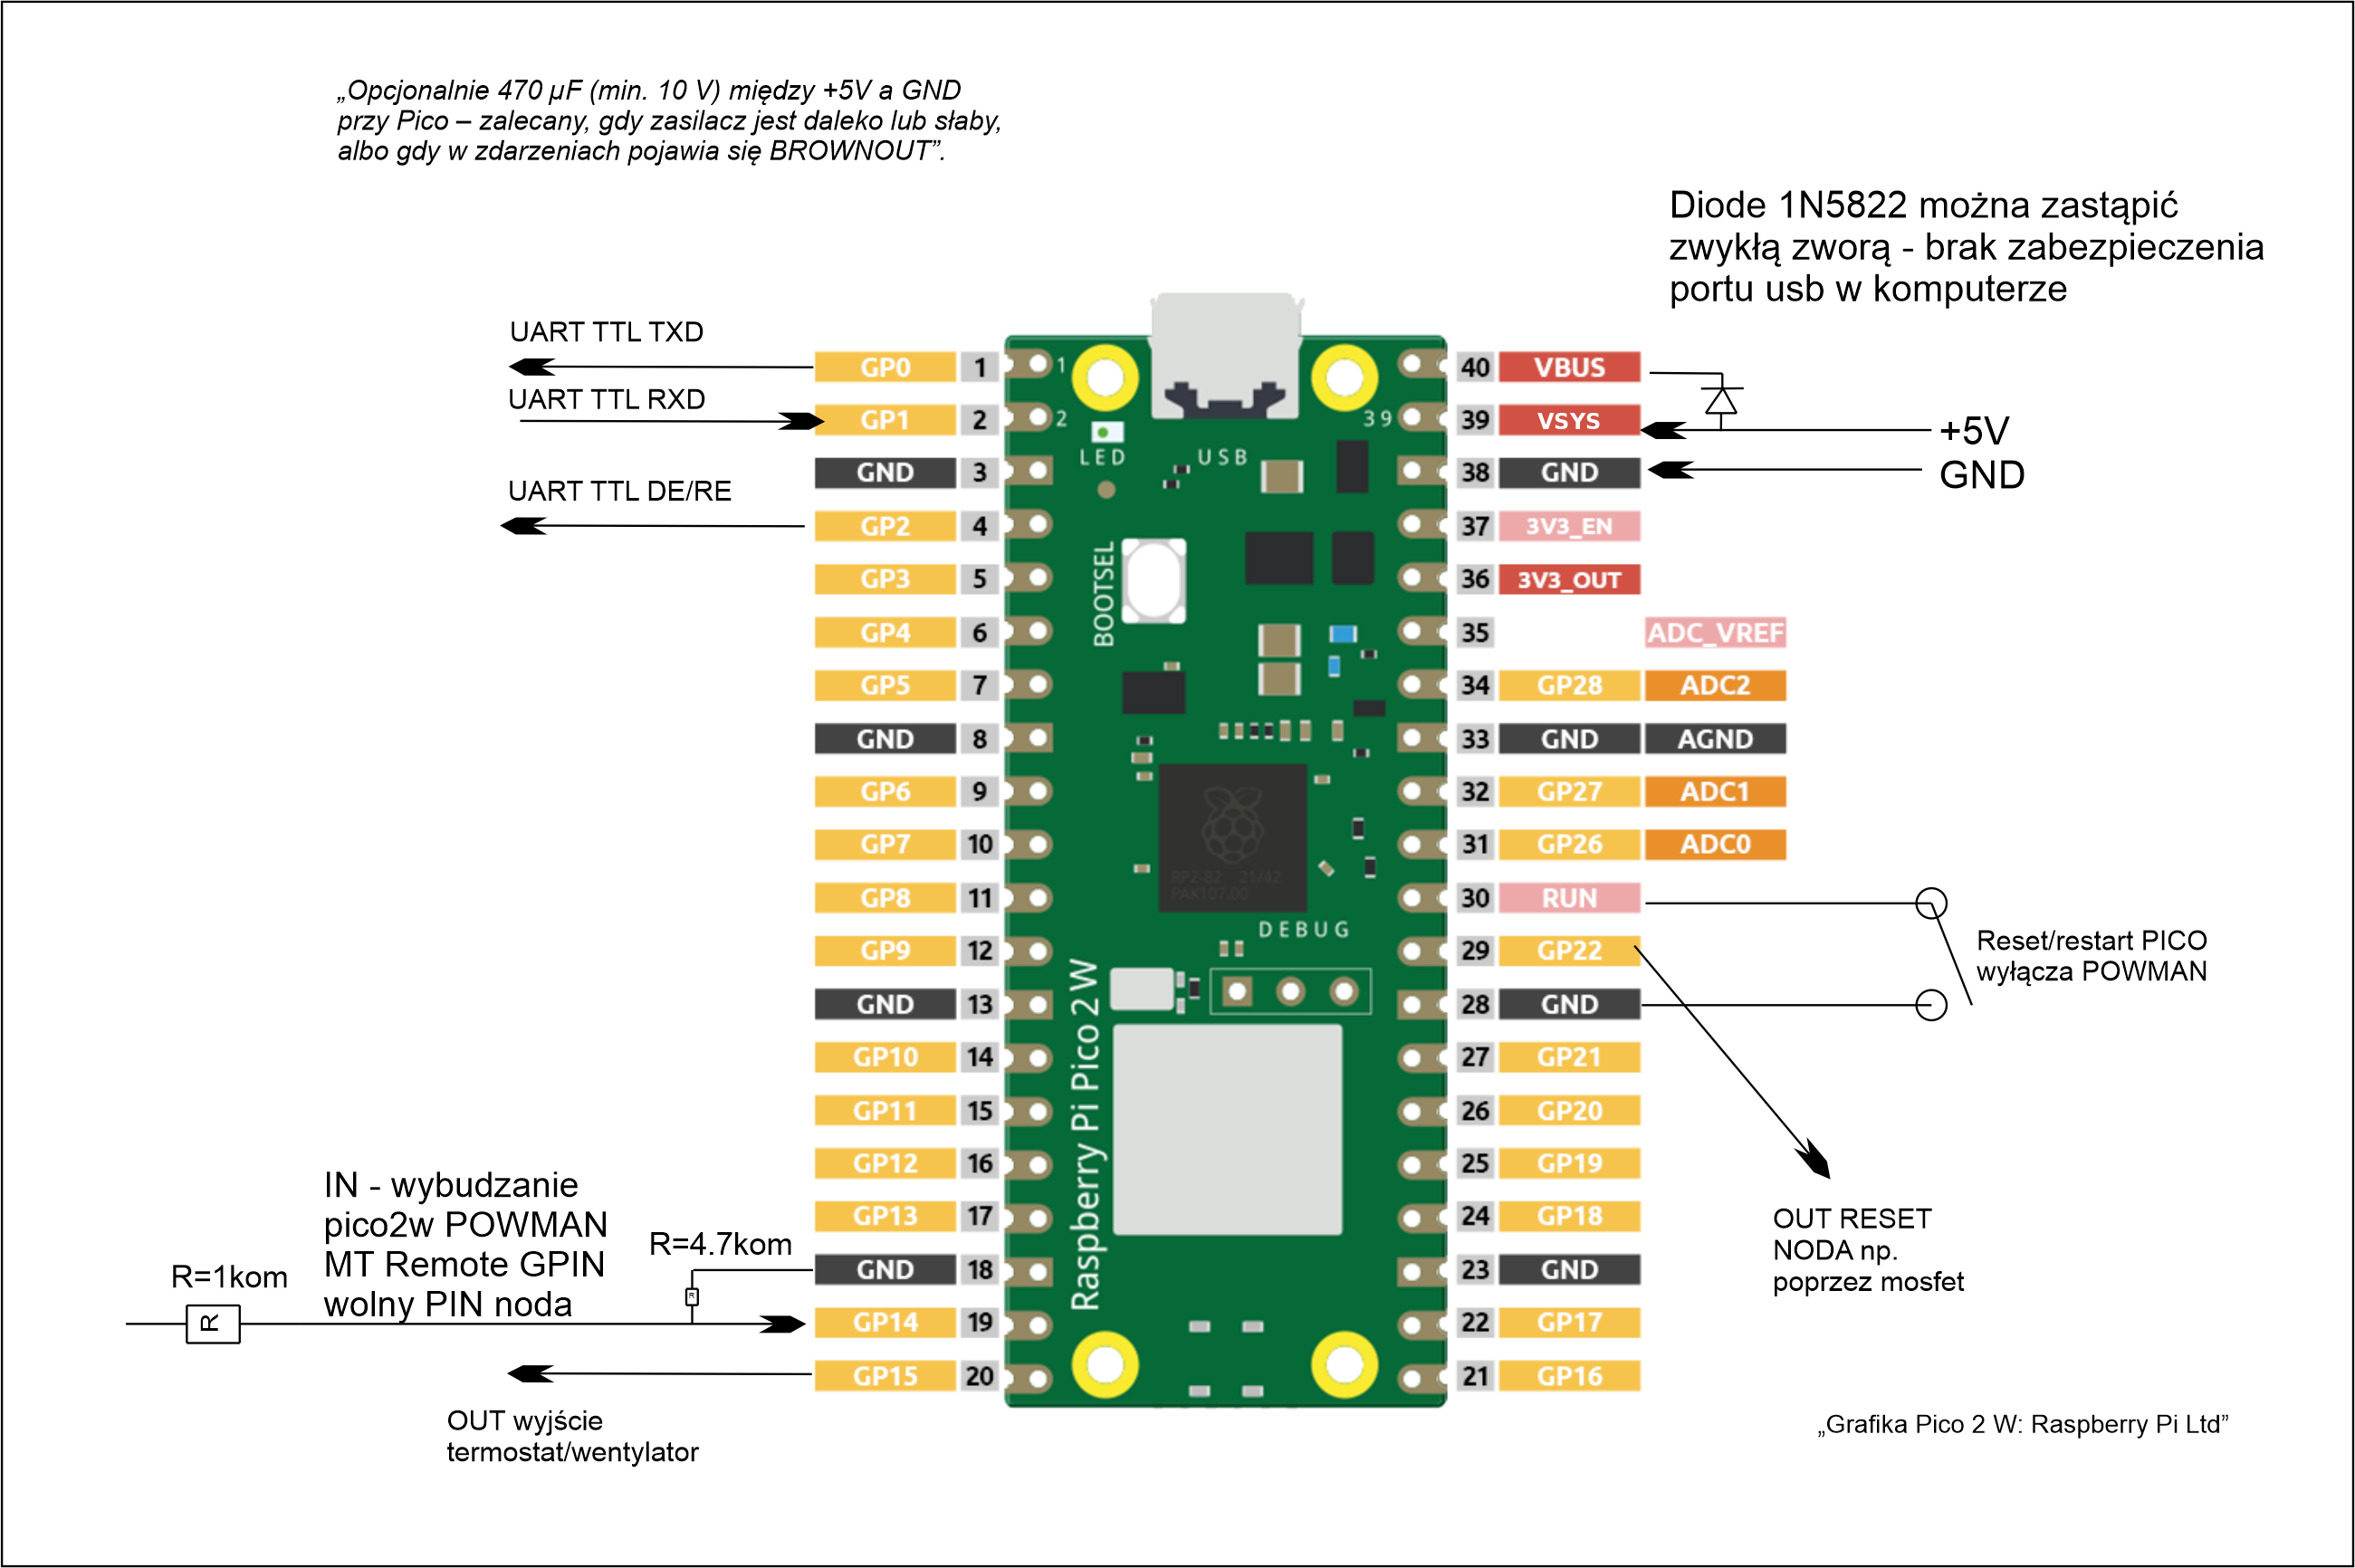 „Opcjonalnie 470 µF (min. 10 V) między +5V a GND
przy Pico – zalecany, gdy zasilacz jest daleko lub słaby,
albo gdy w zdarzeniach pojawia się BROWNOUT”.
Diode 1N5822 można zastąpić
zwykłą zworą - brak zabezpieczenia
portu usb w komputerze
UART TTL TXD
GP0 1 1 40 VBUS
UART TTL RXD
GP1 2 2 39 39 VSYS
+5V
LED USB
GND 3 38 GND
GND
UART TTL DE/RE
GP2 4 37 3V3_EN
BOOTSEL
GP3 5 36 3V3_OUT
GP4 6 35 ADC_VREF
GP5 7 34 GP28 ADC2
GND 8 33 GND AGND
GP6 9 32 GP27 ADC1
GP7 10 31 GP26 ADC0
RP2-B2 21/42
PAK107.00
GP8 11 30 RUN
DEBUG
GP9 12 29 GP22
Reset/restart PICO
wyłącza POWMAN
GND 13 28 GND
Raspberry Pi Pico 2 W
GP10 14 27 GP21
GP11 15 26 GP20
GP12 16 25 GP19
IN - wybudzanie
pico2w POWMAN
MT Remote GPIN
wolny PIN noda
GP13 17 24 GP18
OUT RESET
NODA np.
poprzez mosfet
R=4.7kom
R
GND 18 23 GND
R=1kom
R
GP14 19 22 GP17
GP15 20 21 GP16
OUT wyjście
termostat/wentylator
„Grafika Pico 2 W: Raspberry Pi Ltd”